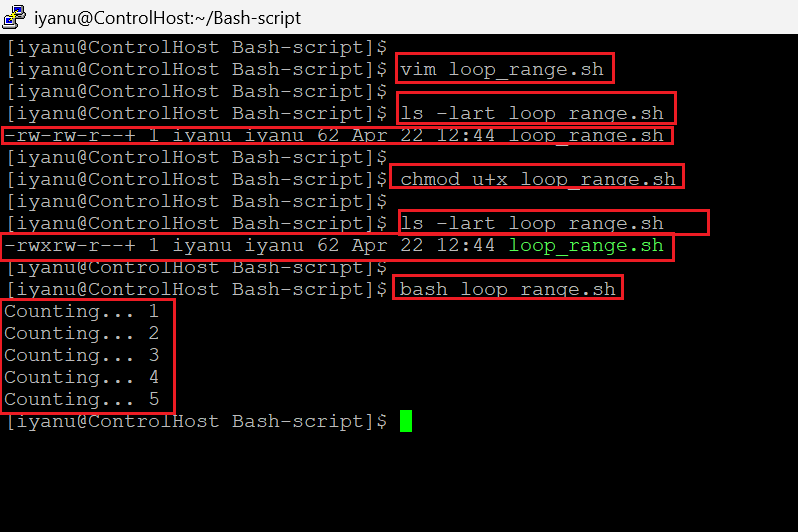 iyanu@ControlHost:~/Bash-script
[iyanu@ControlHost Bash-script]$
[iyanu@ControlHost Bash-script]$ vim loop_range.sh
[iyanu@ControlHost Bash-script]$
[iyanu@ControlHost Bash-script]$ ls -lart loop_range.sh
-rw-rw-r--+ 1 iyanu iyanu 62 Apr 22 12:44 loop_range.sh
[iyanu@ControlHost Bash-script]$
[iyanu@ControlHost Bash-script]$ chmod u+x loop_range.sh
[iyanu@ControlHost Bash-script]$
[iyanu@ControlHost Bash-script]$ ls -lart loop_range.sh
-rwxrw-r--+ 1 iyanu iyanu 62 Apr 22 12:44 loop_range.sh
[iyanu@ControlHost Bash-script]$
[iyanu@ControlHost Bash-script]$ bash loop_range.sh
Counting... 1
Counting... 2
Counting... 3
Counting... 4
Counting... 5
[iyanu@ControlHost Bash-script]$